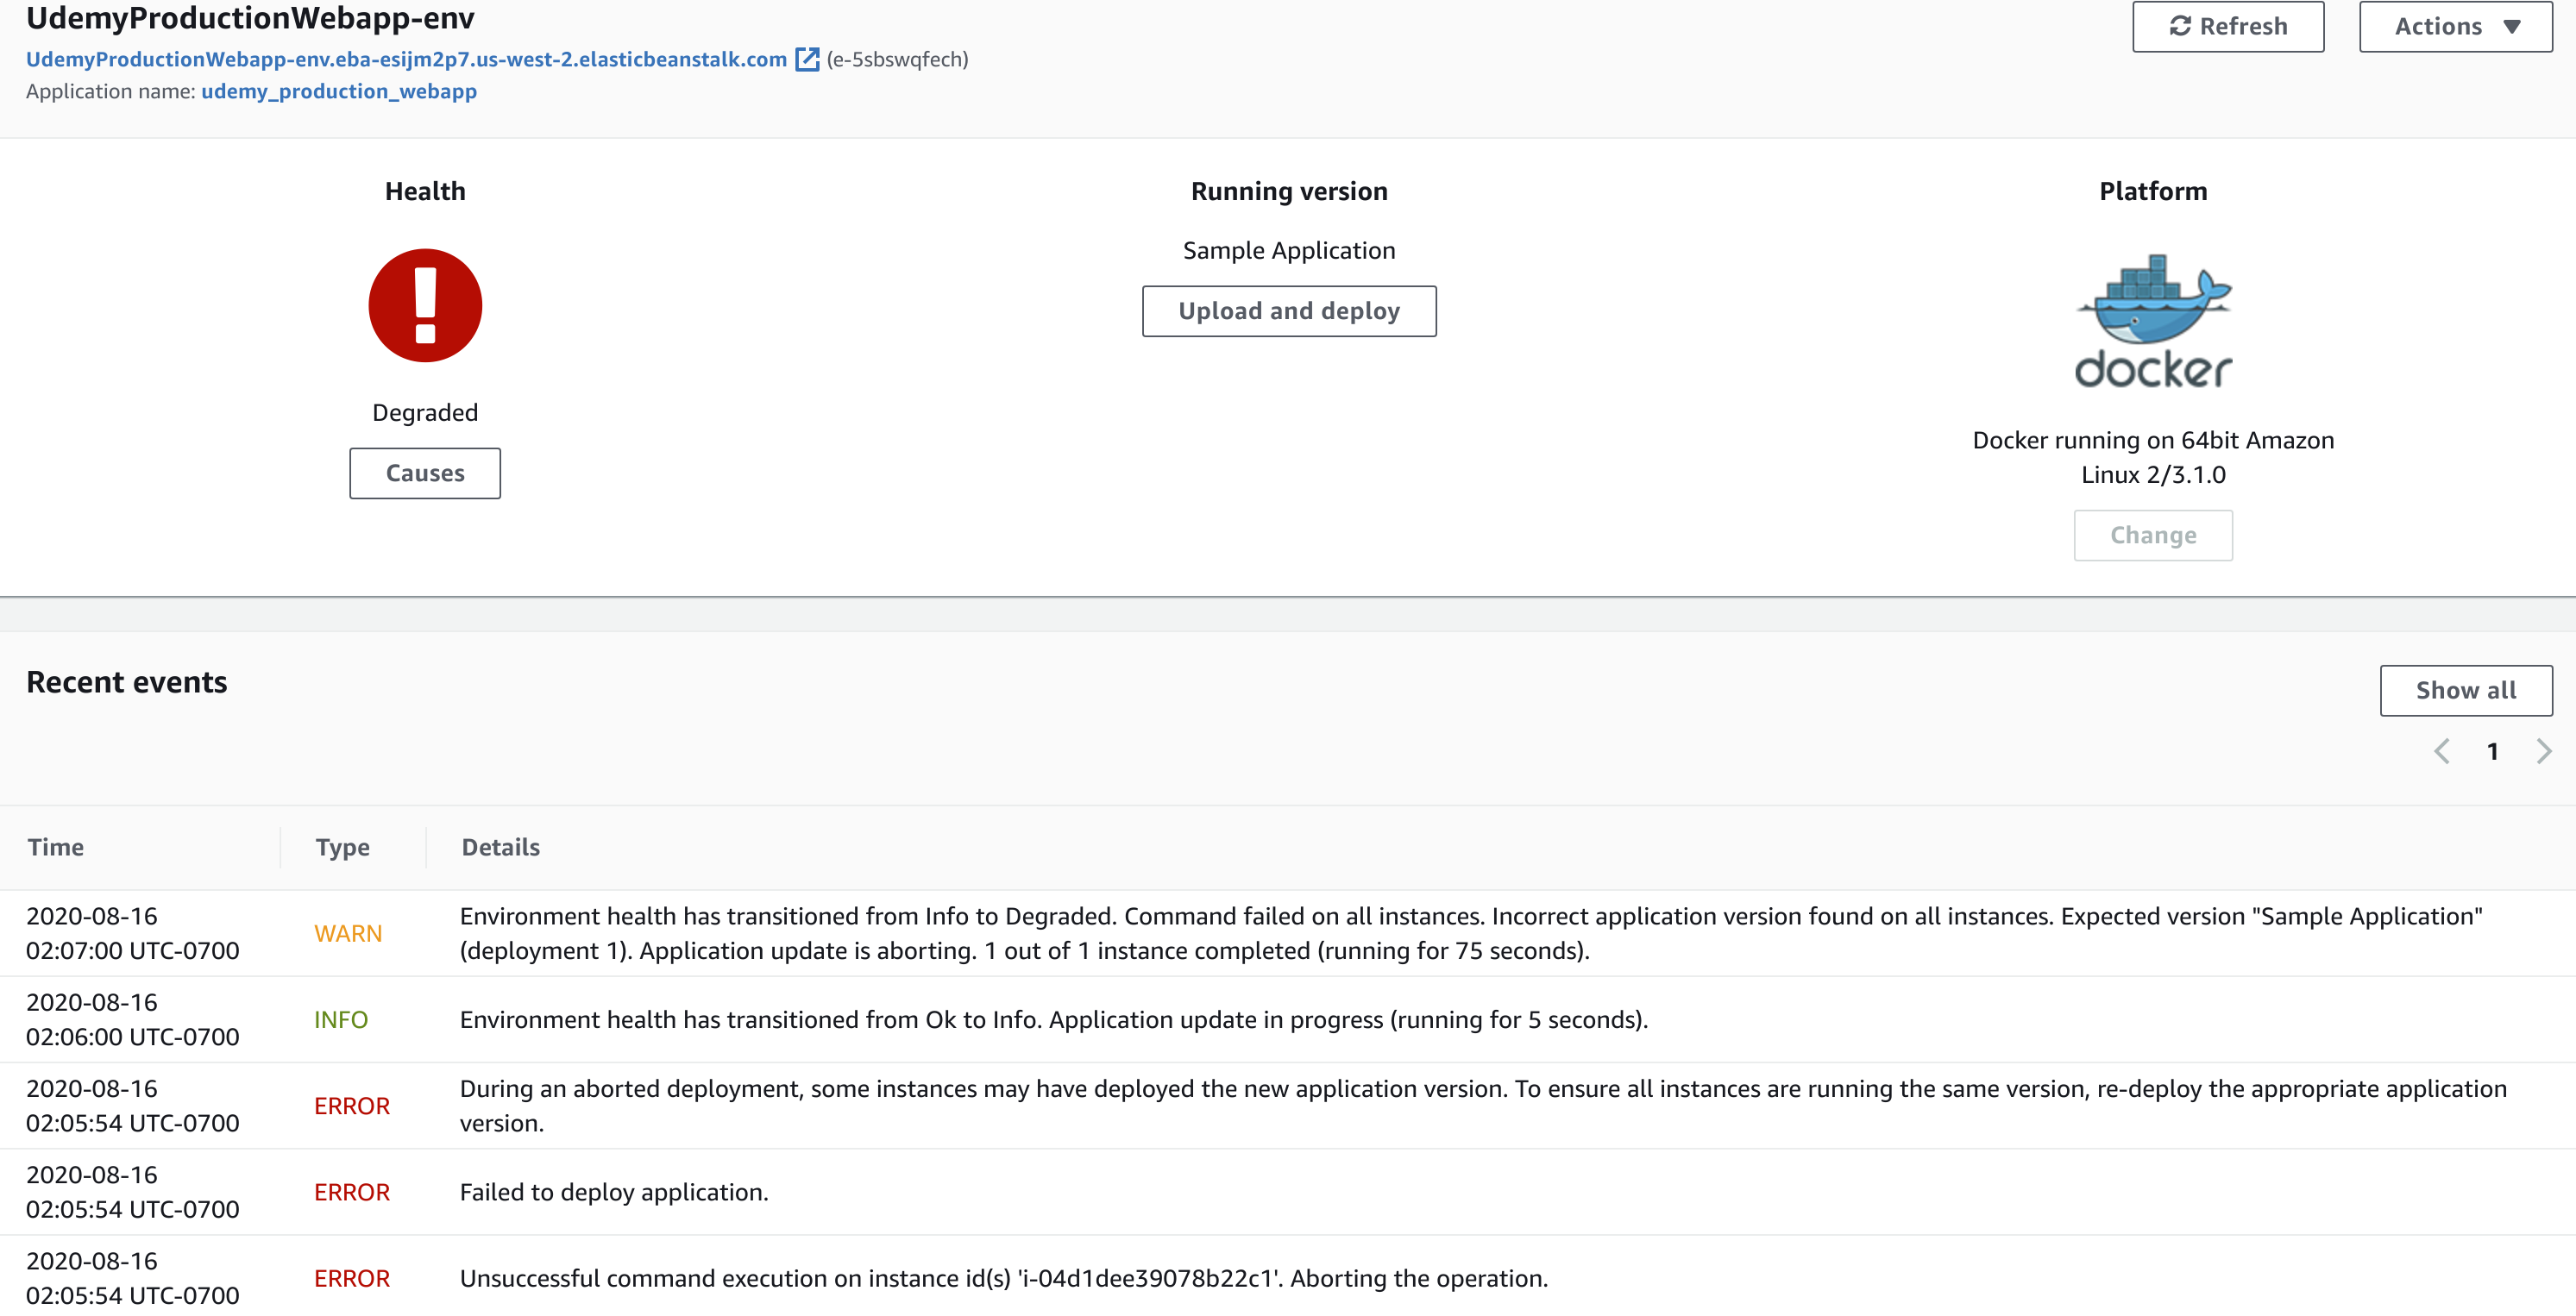 UdemyProductionWebapp-env
Refresh
Actions
UdemyProductionWebapp-env.eba-esijm2p7.us-west-2.elasticbeanstalk.com (e-5sbswqfech)
Application name: udemy_production_webapp
Health
Running version
Platform
Sample Application
Upload and deploy
docker
Degraded
Causes
Docker running on 64bit Amazon
Linux 2/3.1.0
Change
Recent events
Show all
1
Time Type Details
2020-08-16
02:07:00 UTC-0700
WARN
Environment health has transitioned from Info to Degraded. Command failed on all instances. Incorrect application version found on all instances. Expected version "Sample Application"
(deployment 1). Application update is aborting. 1 out of 1 instance completed (running for 75 seconds).
2020-08-16
02:06:00 UTC-0700
INFO
Environment health has transitioned from Ok to Info. Application update in progress (running for 5 seconds).
2020-08-16
02:05:54 UTC-0700
ERROR
During an aborted deployment, some instances may have deployed the new application version. To ensure all instances are running the same version, re-deploy the appropriate application
version.
2020-08-16
02:05:54 UTC-0700
ERROR
Failed to deploy application.
2020-08-16
02:05:54 UTC-0700
ERROR
Unsuccessful command execution on instance id(s) 'i-04d1dee39078b22c1'. Aborting the operation.